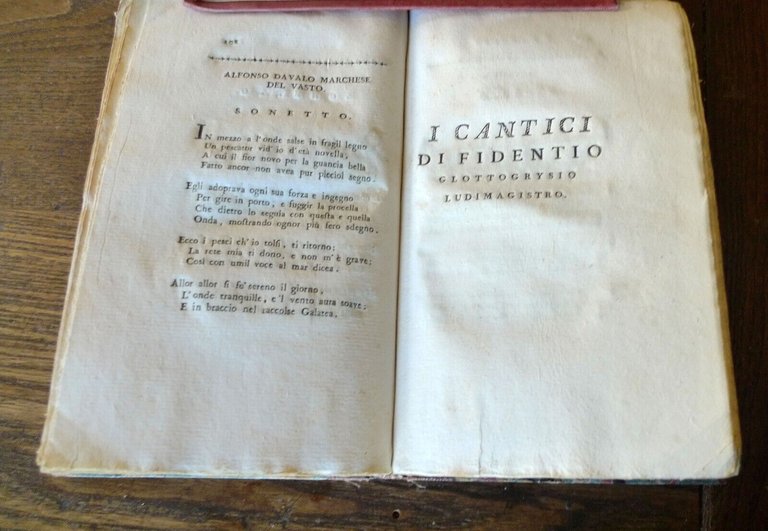 ALFONSO DAVALO MARCHESE
DEL VASTO.
SONETTO.
IN mezzo a l'onde salse in fragil legno
Un pescator vid' io d'età novella,
A cui il fior novo per la guancia bella
Fatto ancor non avea pur picciol segno.
Egli adoprava ogni sua forza e ingegno
Per gire in porto, e fuggir la procella
Che dietro lo seguia con questa e quella
Onda, mostrando ognor più fero sdegno.
Ecco i pesci ch'io tolsi, ti ritorno;
La rete mia ti dono, e non m'è grave;
Così con umil voce al mar dicea.
Allor allor si fe' sereno il giorno,
L'onde tranquille, e'l vento aura soave;
E in braccio nel raccolse Galatea.
I CANTICI
DI FIDENTIO
GLOTTOGRYSIO
LUDIMAGISTRO.